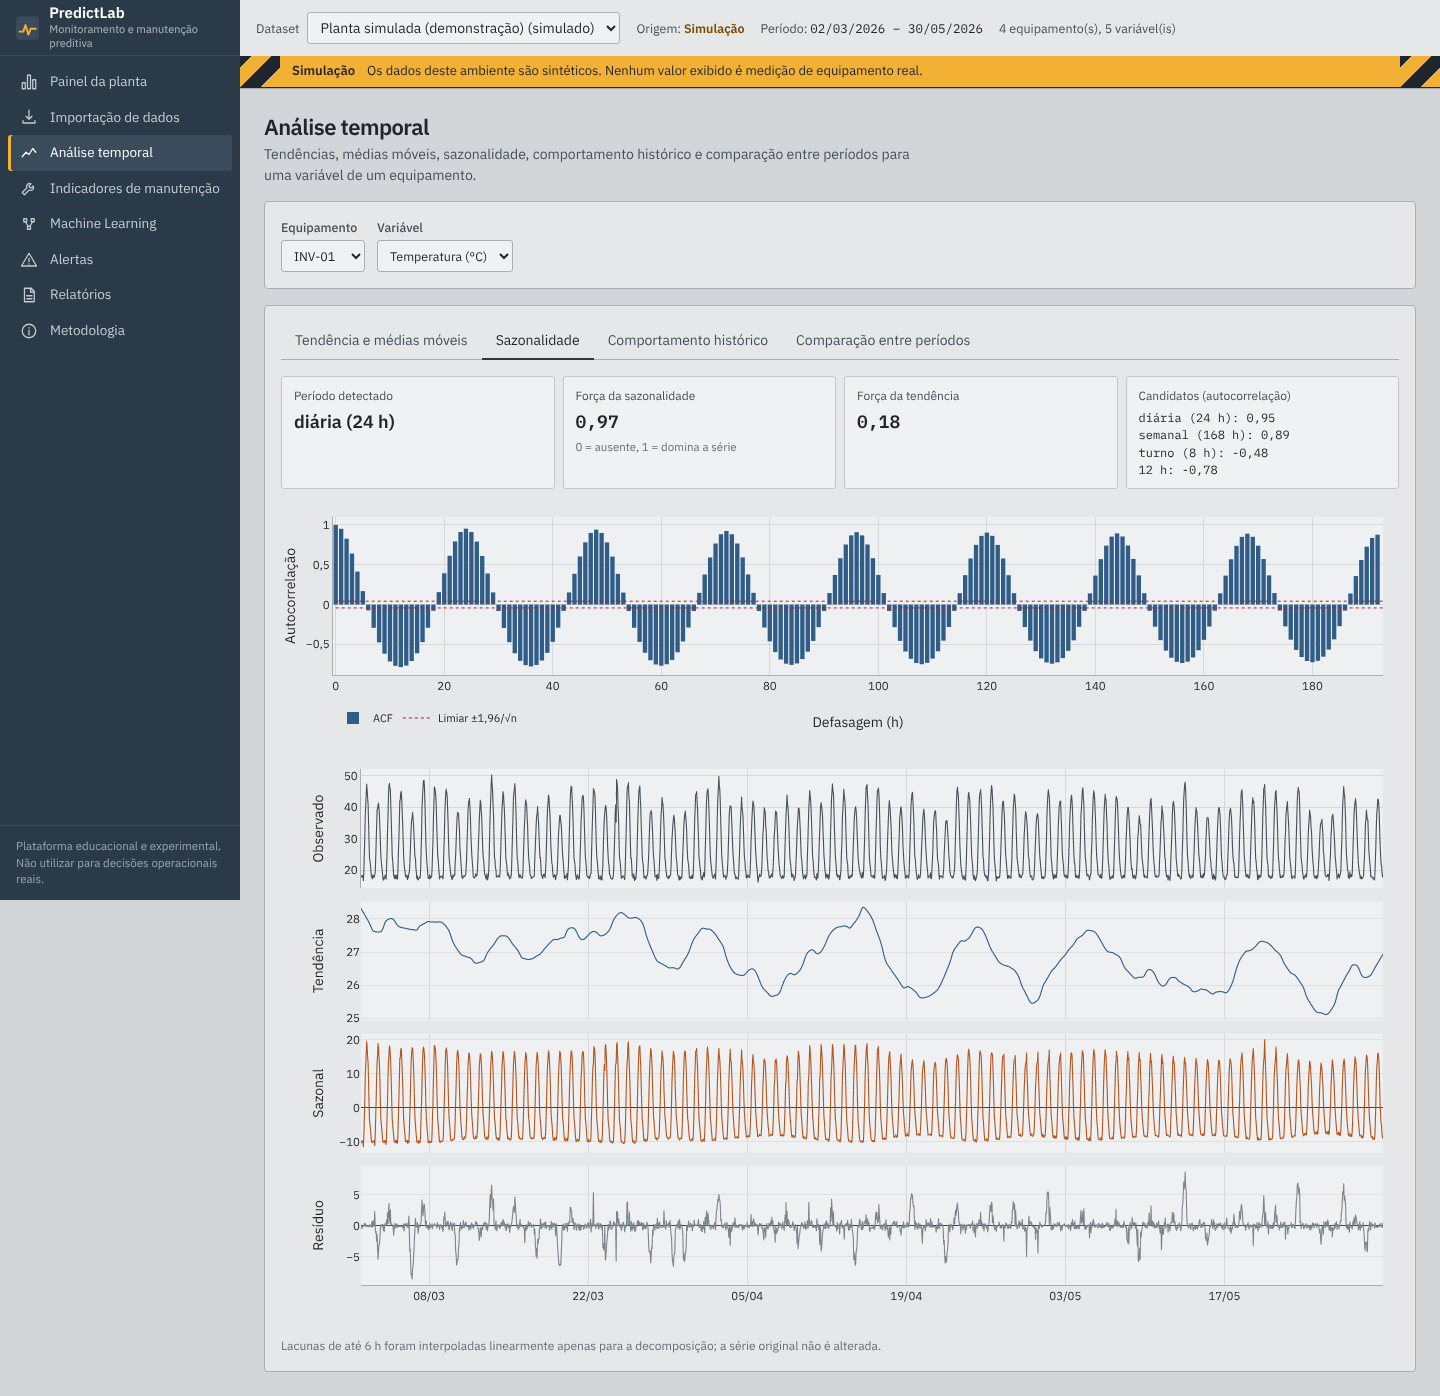 PredictLab
Monitoramento e manutenção
preditiva
Painel da planta
Importação de dados
Análise temporal
Indicadores de manutenção
Machine Learning
Alertas
Relatórios
Metodologia
Plataforma educacional e experimental.
Não utilizar para decisões operacionais
reais.
Dataset Planta simulada (demonstração) (simulado) Origem: Simulação Período: 02/03/2026 – 30/05/2026 4 equipamento(s), 5 variável(is)
Simulação Os dados deste ambiente são sintéticos. Nenhum valor exibido é medição de equipamento real.
Análise temporal
Tendências, médias móveis, sazonalidade, comportamento histórico e comparação entre períodos para
uma variável de um equipamento.
Equipamento Variável
INV-01 Temperatura (°C)
Tendência e médias móveis Sazonalidade Comportamento histórico Comparação entre períodos
Período detectado
diária (24 h)
Força da sazonalidade
0,97
0 = ausente, 1 = domina a série
Força da tendência
0,18
Candidatos (autocorrelação)
diária (24 h): 0,95
semanal (168 h): 0,89
turno (8 h): -0,48
12 h: -0,78
Autocorrelação
1
0,5
0
−0,5
0 20 40 60 80 100 120 140 160 180
ACF Limiar ±1,96/√n
Defasagem (h)
Observado
50
40
30
20
Tendência
28
27
26
25
Sazonal
20
10
0
−10
Resíduo
5
0
−5
08/03 22/03 05/04 19/04 03/05 17/05
Lacunas de até 6 h foram interpoladas linearmente apenas para a decomposição; a série original não é alterada.